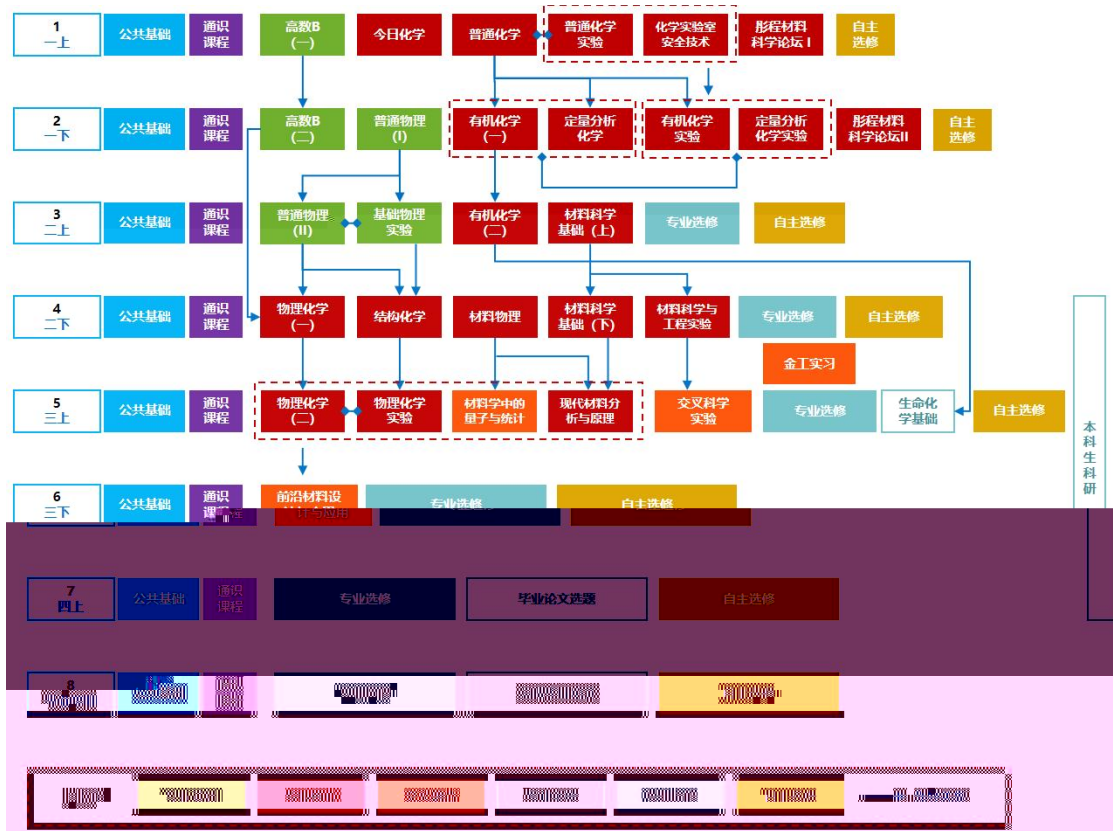 1
一上
公共基础
通识
课程
高数B
(一)
今日化学
普通化学
普通化学
实验
化学实验室
安全技术
彤程材料
科学论坛 I
自主
选修
2
一下
公共基础
通识
课程
高数B
(二)
普通物理
(I)
有机化学
(一)
定量分析
化学
有机化学
实验
定量分析
化学实验
彤程材料
科学论坛II
自主
选修
3
二上
公共基础
通识
课程
普通物理
(II)
基础物理
实验
有机化学
(二)
材料科学
基础（上）
专业选修
自主选修
4
二下
公共基础
通识
课程
物理化学
(一)
结构化学
材料物理
材料科学
基础（下）
材料科学与
工程实验
专业选修
自主选修
金工实习
5
三上
公共基础
通识
课程
物理化学
(二)
物理化学
实验
材料学中的
量子与统计
现代材料分
析与原理
交叉科学
实验
专业选修
生命化
学基础
自主选修
本
科
生
科
研
6
三下
公共基础
通识
课程
前沿材料设
计与应用
专业选修
自主选修
7
四上
公共基础
通识
课程
专业选修
毕业论文选题
自主选修
8